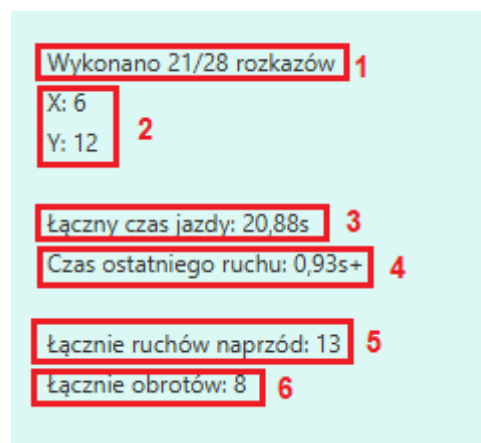 Wykonano 21/28 rozkazów 1
X: 6
Y: 12 2
Łączny czas jazdy: 20,88s 3
Czas ostatniego ruchu: 0,93s+ 4
Łącznie ruchów naprzód: 13 5
Łącznie obrotów: 8 6